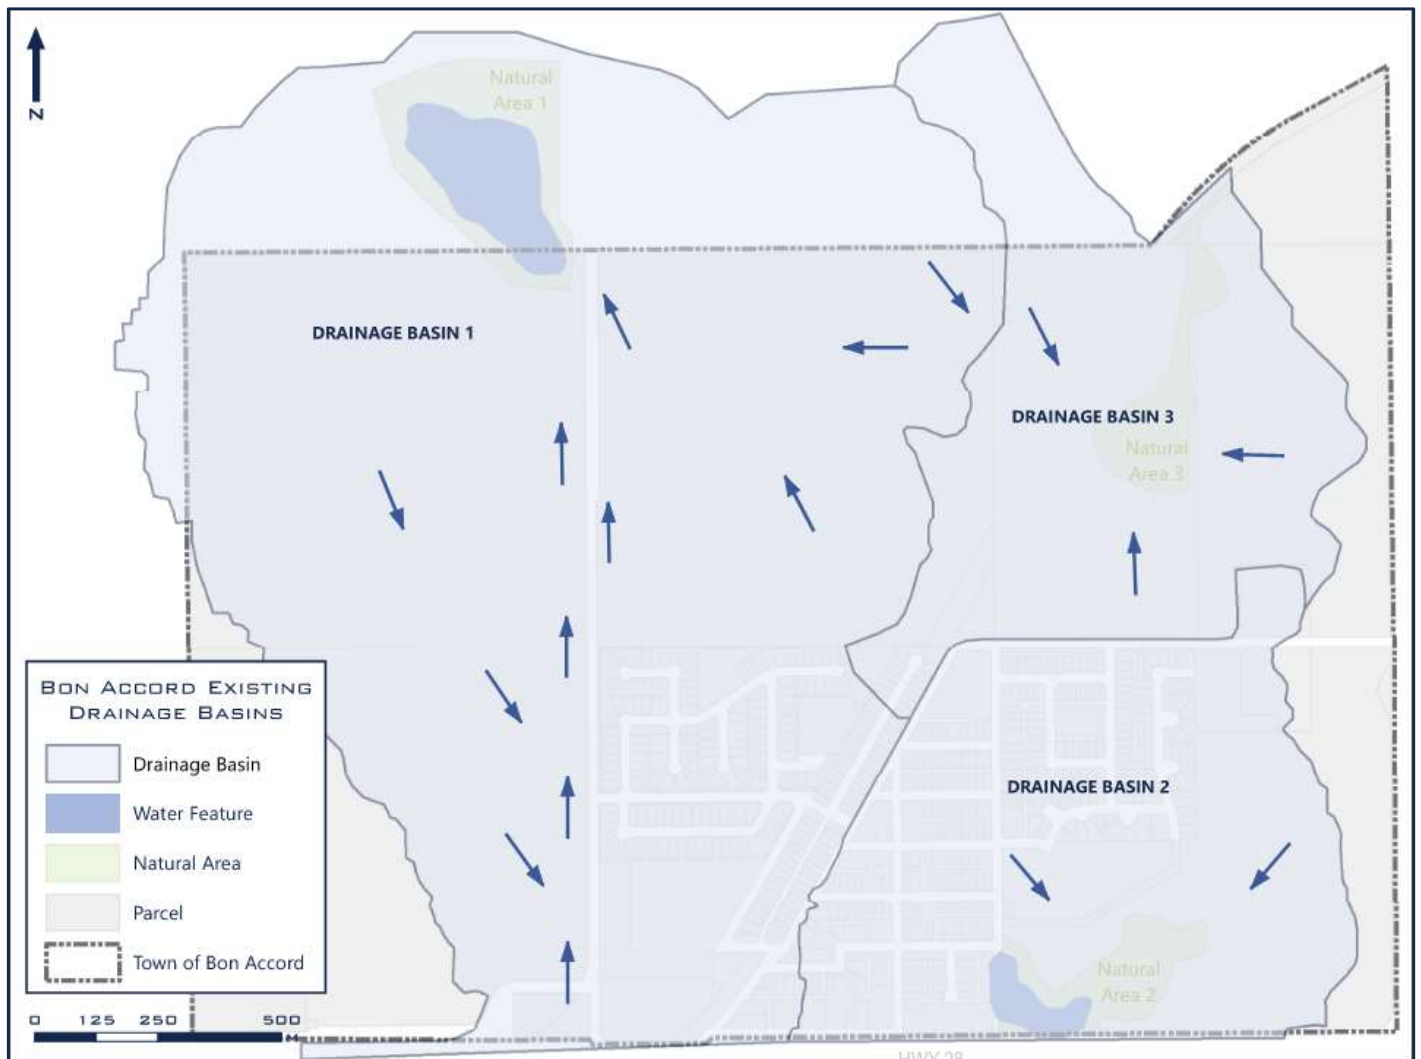 Natural
Area 1
N
DRAINAGE BASIN 1
DRAINAGE BASIN 3
Natural
Area 3
BON ACCORD EXISTING
DRAINAGE BASINS
Drainage Basin
Water Feature
Natural Area
Parcel
Town of Bon Accord
DRAINAGE BASIN 2
Natural
Area 2
0 125 250 500
M
HWY 28